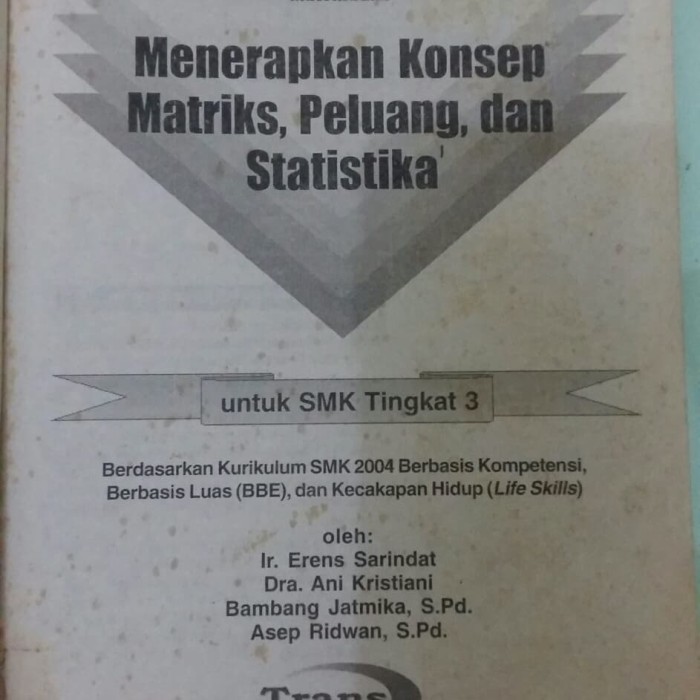 Menerapkan Konsep
Matriks, Peluang, dan
Statistika
untuk SMK Tingkat 3
Berdasarkan Kurikulum SMK 2004 Berbasis Kompetensi,
Berbasis Luas (BBE), dan Kecakapan Hidup (Life Skills)
oleh:
Ir. Erens Sarindat
Dra. Ani Kristiani
Bambang Jatmika, S.Pd.
Asep Ridwan, S.Pd.
Trans